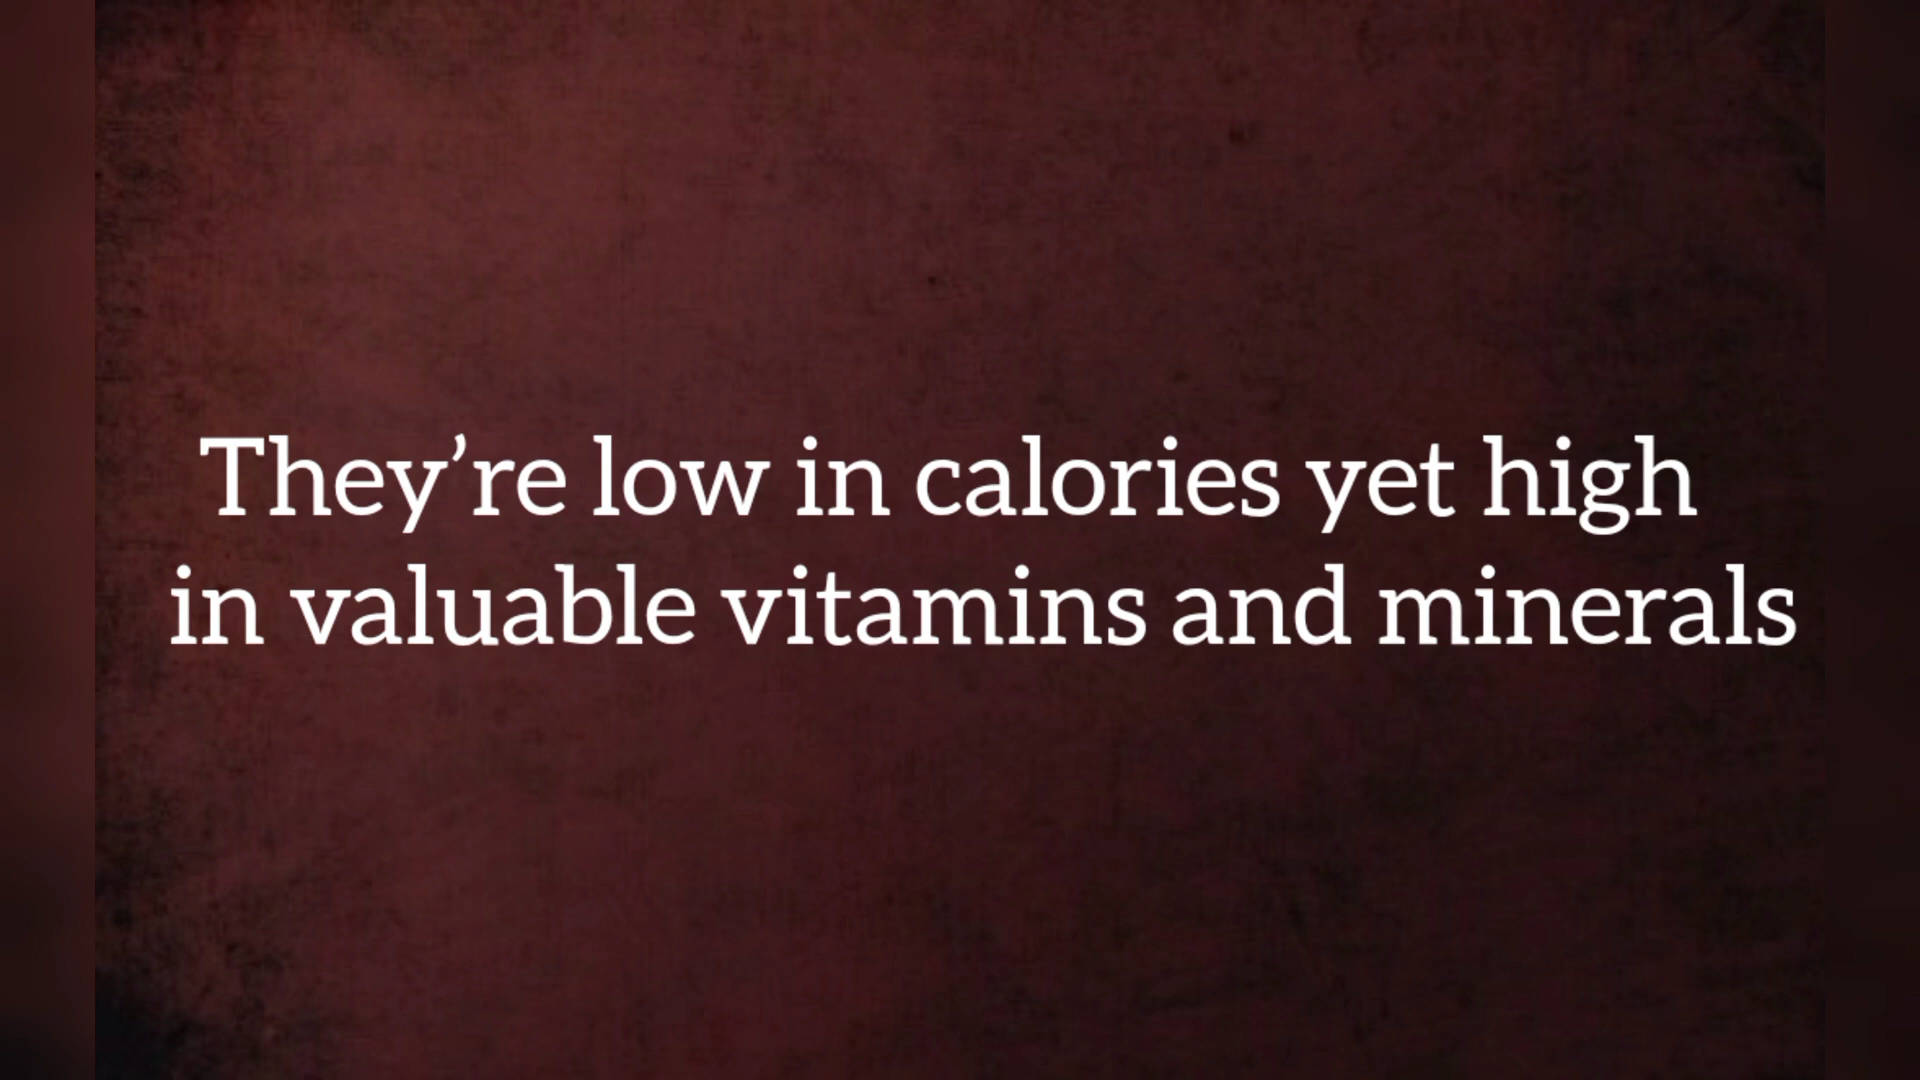 They’re low in calories yet high
in valuable vitamins and minerals